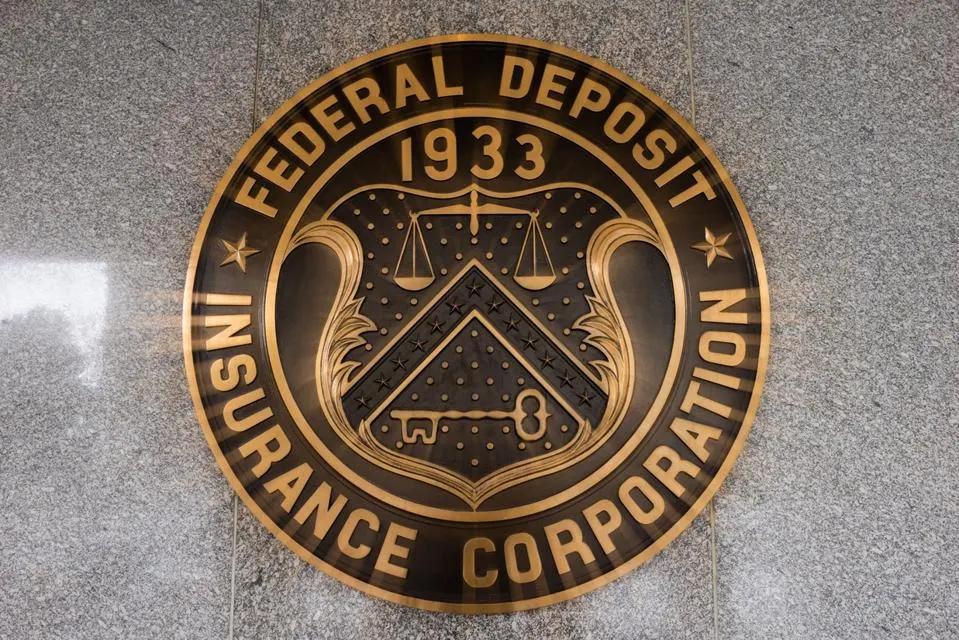 FEDERAL DEPOSIT
1933
INSURANCE CORPORATION